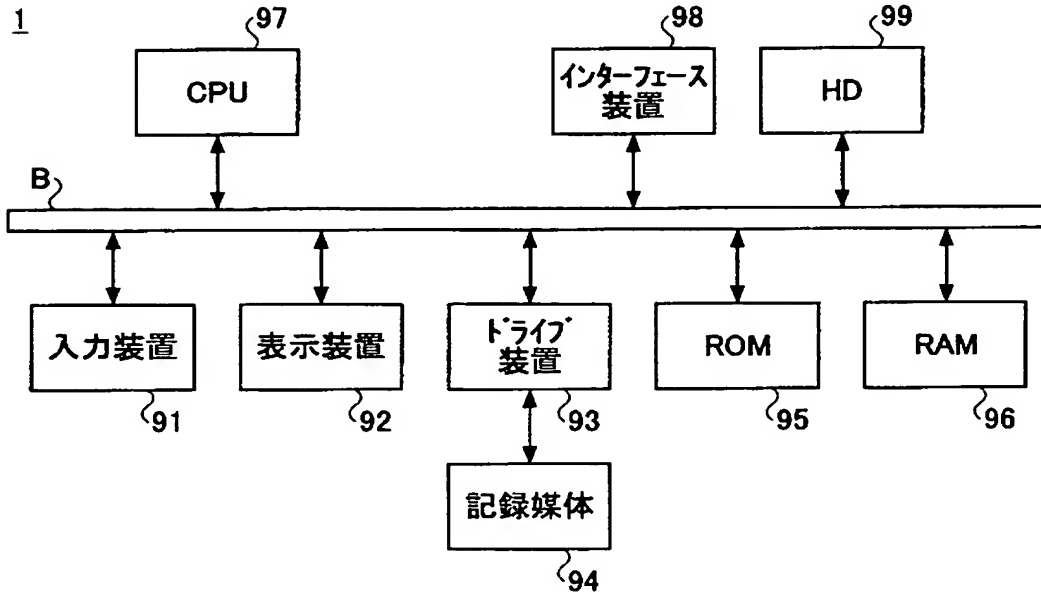 1
97
98
99
CPU
インターフェース
装置
HD
B
入力装置
表示装置
ドライブ
装置
ROM
RAM
91
92
93
95
96
記録媒体
94